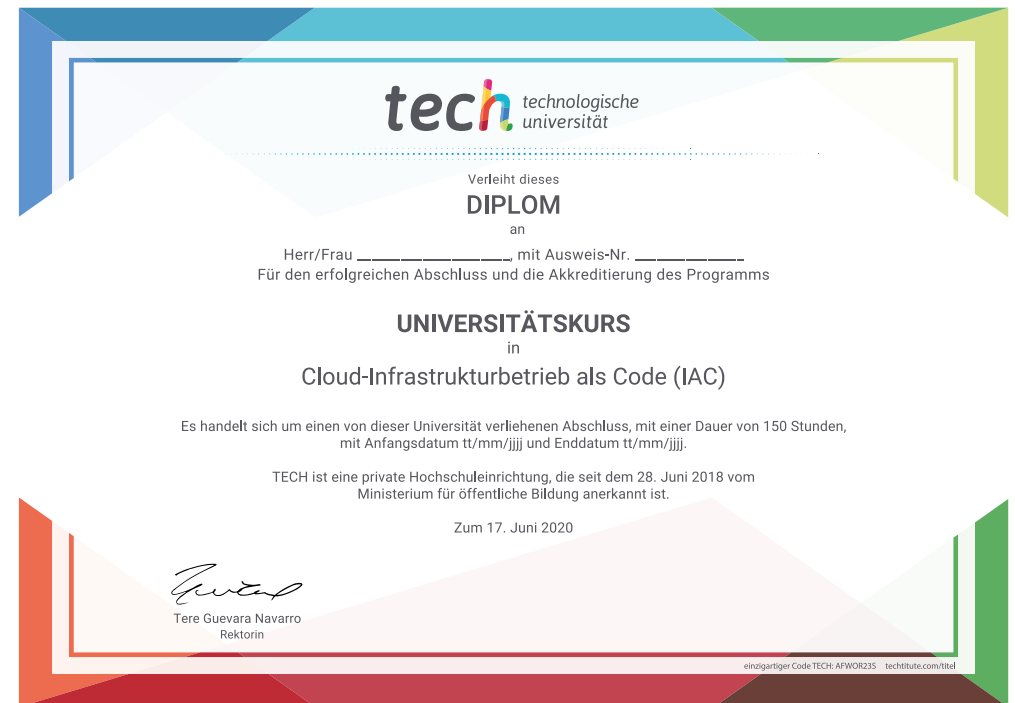 tech technologische
universität
Verleiht dieses
DIPLOM
an
Herr/Frau ____________________, mit Ausweis-Nr. ______________
Für den erfolgreichen Abschluss und die Akkreditierung des Programms
UNIVERSITÄTSKURS
in
Cloud-Infrastrukturbetrieb als Code (IAC)
Es handelt sich um einen von dieser Universität verliehenen Abschluss, mit einer Dauer von 150 Stunden,
mit Anfangsdatum tt/mm/jjjj und Enddatum tt/mm/jjjj.
TECH ist eine private Hochschuleinrichtung, die seit dem 28. Juni 2018 vom
Ministerium für öffentliche Bildung anerkannt ist.
Zum 17. Juni 2020
Tere Guevara Navarro
Rektorin
einzigartiger Code TECH: AFWOR23S techtitute.com/titel